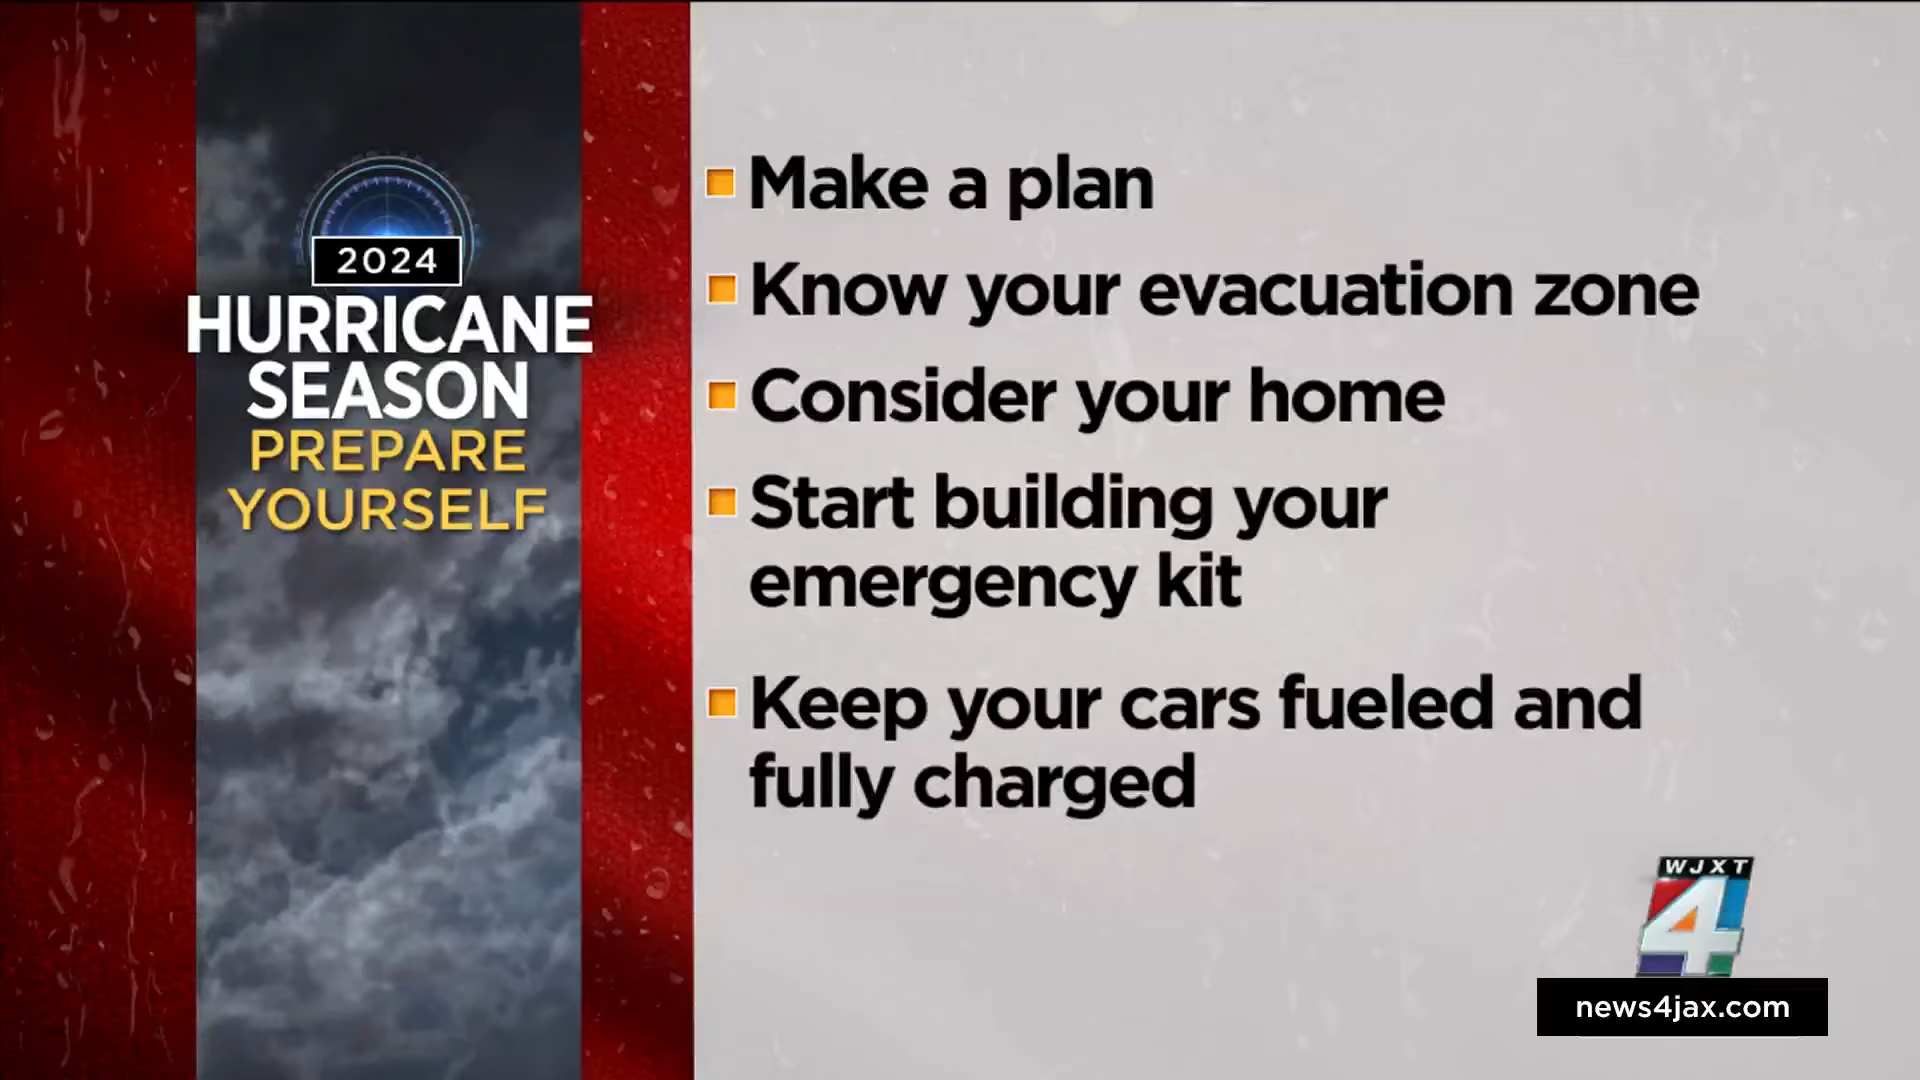 2024
HURRICANE
SEASON
PREPARE
YOURSELF
Make a plan
Know your evacuation zone
Consider your home
Start building your
emergency kit
Keep your cars fueled and
fully charged
WJXT
4
news4jax.com